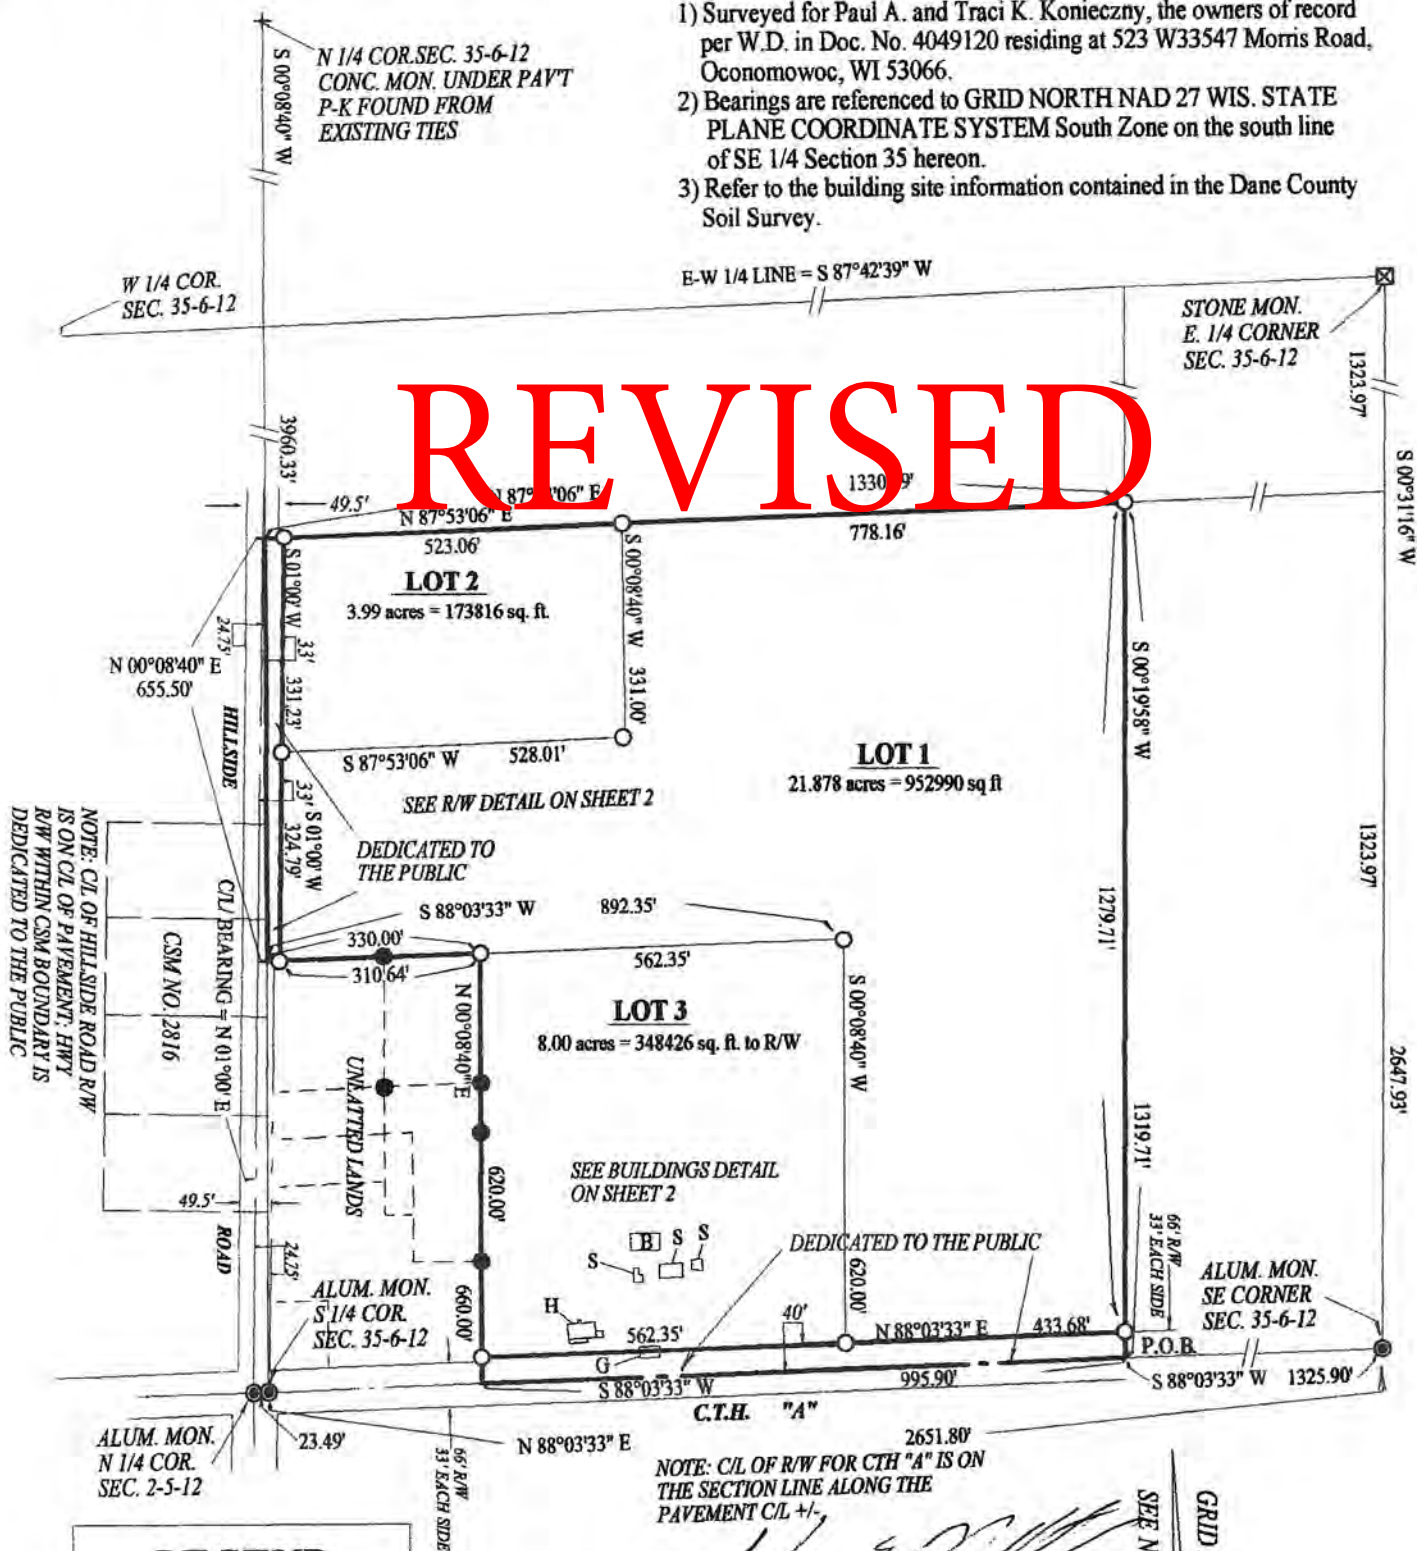 1) Surveyed for Paul A. and Traci K. Konieczny, the owners of record
per W.D. in Doc. No. 4049120 residing at 523 W33547 Morris Road,
Oconomowoc, WI 53066.
2) Bearings are referenced to GRID NORTH NAD 27 WIS. STATE
PLANE COORDINATE SYSTEM South Zone on the south line
of SE 1/4 Section 35 hereon.
3) Refer to the building site information contained in the Dane County
Soil Survey.
N 1/4 COR.SEC. 35-6-12
CONC. MON. UNDER PAV'T
P-K FOUND FROM
EXISTING TIES
S 00°08'40" W
W 1/4 COR.
SEC. 35-6-12
E-W 1/4 LINE = S 87°42'39" W
STONE MON.
E. 1/4 CORNER
SEC. 35-6-12
1323.97'
S 00°31'16" W
REVISED
3960.33'
49.5'
N 87°53'06" E
523.06'
778.16'
S 01°00' W
33'
331.23'
24.75'
LOT 2
3.99 acres = 173816 sq. ft.
S 00°08'40" W
331.00'
N 00°08'40" E
655.50'
HILLSIDE
S 87°53'06" W
528.01'
S 00°19'58" W
LOT 1
21.878 acres = 952990 sq ft
SEE R/W DETAIL ON SHEET 2
33'
S 01°00' W
324.79'
DEDICATED TO
THE PUBLIC
1323.97'
1279.71'
NOTE: C/L OF HILLSIDE ROAD R/W
IS ON C/L OF PAVEMENT; HWY
R/W WITHIN CSM BOUNDARY IS
DEDICATED TO THE PUBLIC
CSM NO. 2816
C/L/ BEARING = N 01°00' E
S 88°03'33" W
892.35'
330.00'
310.64'
562.35'
LOT 3
8.00 acres = 348426 sq. ft. to R/W
N 00°08'40" E
S 00°08'40" W
UNLATTED LANDS
2647.93'
1319.71'
SEE BUILDINGS DETAIL
ON SHEET 2
620.00'
49.5'
ROAD
24.75'
B
S
S
S
DEDICATED TO THE PUBLIC
66' R/W
33' EACH SIDE
620.00'
ALUM. MON.
S 1/4 COR.
SEC. 35-6-12
660.00'
H
G
562.35'
40'
N 88°03'33" E
433.68'
P.O.B.
ALUM. MON.
SE CORNER
SEC. 35-6-12
S 88°03'33" W
995.90'
S 88°03'33" W
1325.90'
C.T.H. "A"
ALUM. MON.
N 1/4 COR.
SEC. 2-5-12
23.49'
N 88°03'33" E
2651.80'
66' R/W
33' EACH SIDE
NOTE: C/L OF R/W FOR CTH "A" IS ON
THE SECTION LINE ALONG THE
PAVEMENT C/L +/-
GRID